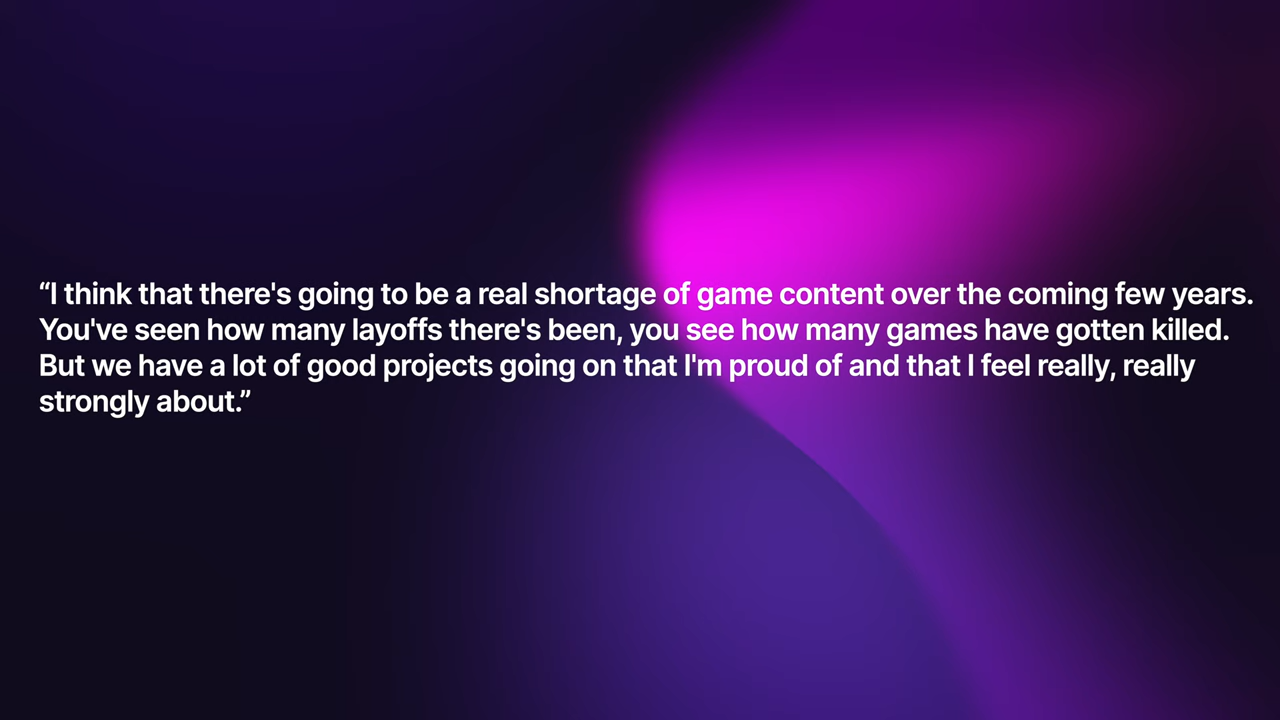 “I think that there's going to be a real shortage of game content over the coming few years.
You've seen how many layoffs there's been, you see how many games have gotten killed.
But we have a lot of good projects going on that I'm proud of and that I feel really, really
strongly about.”